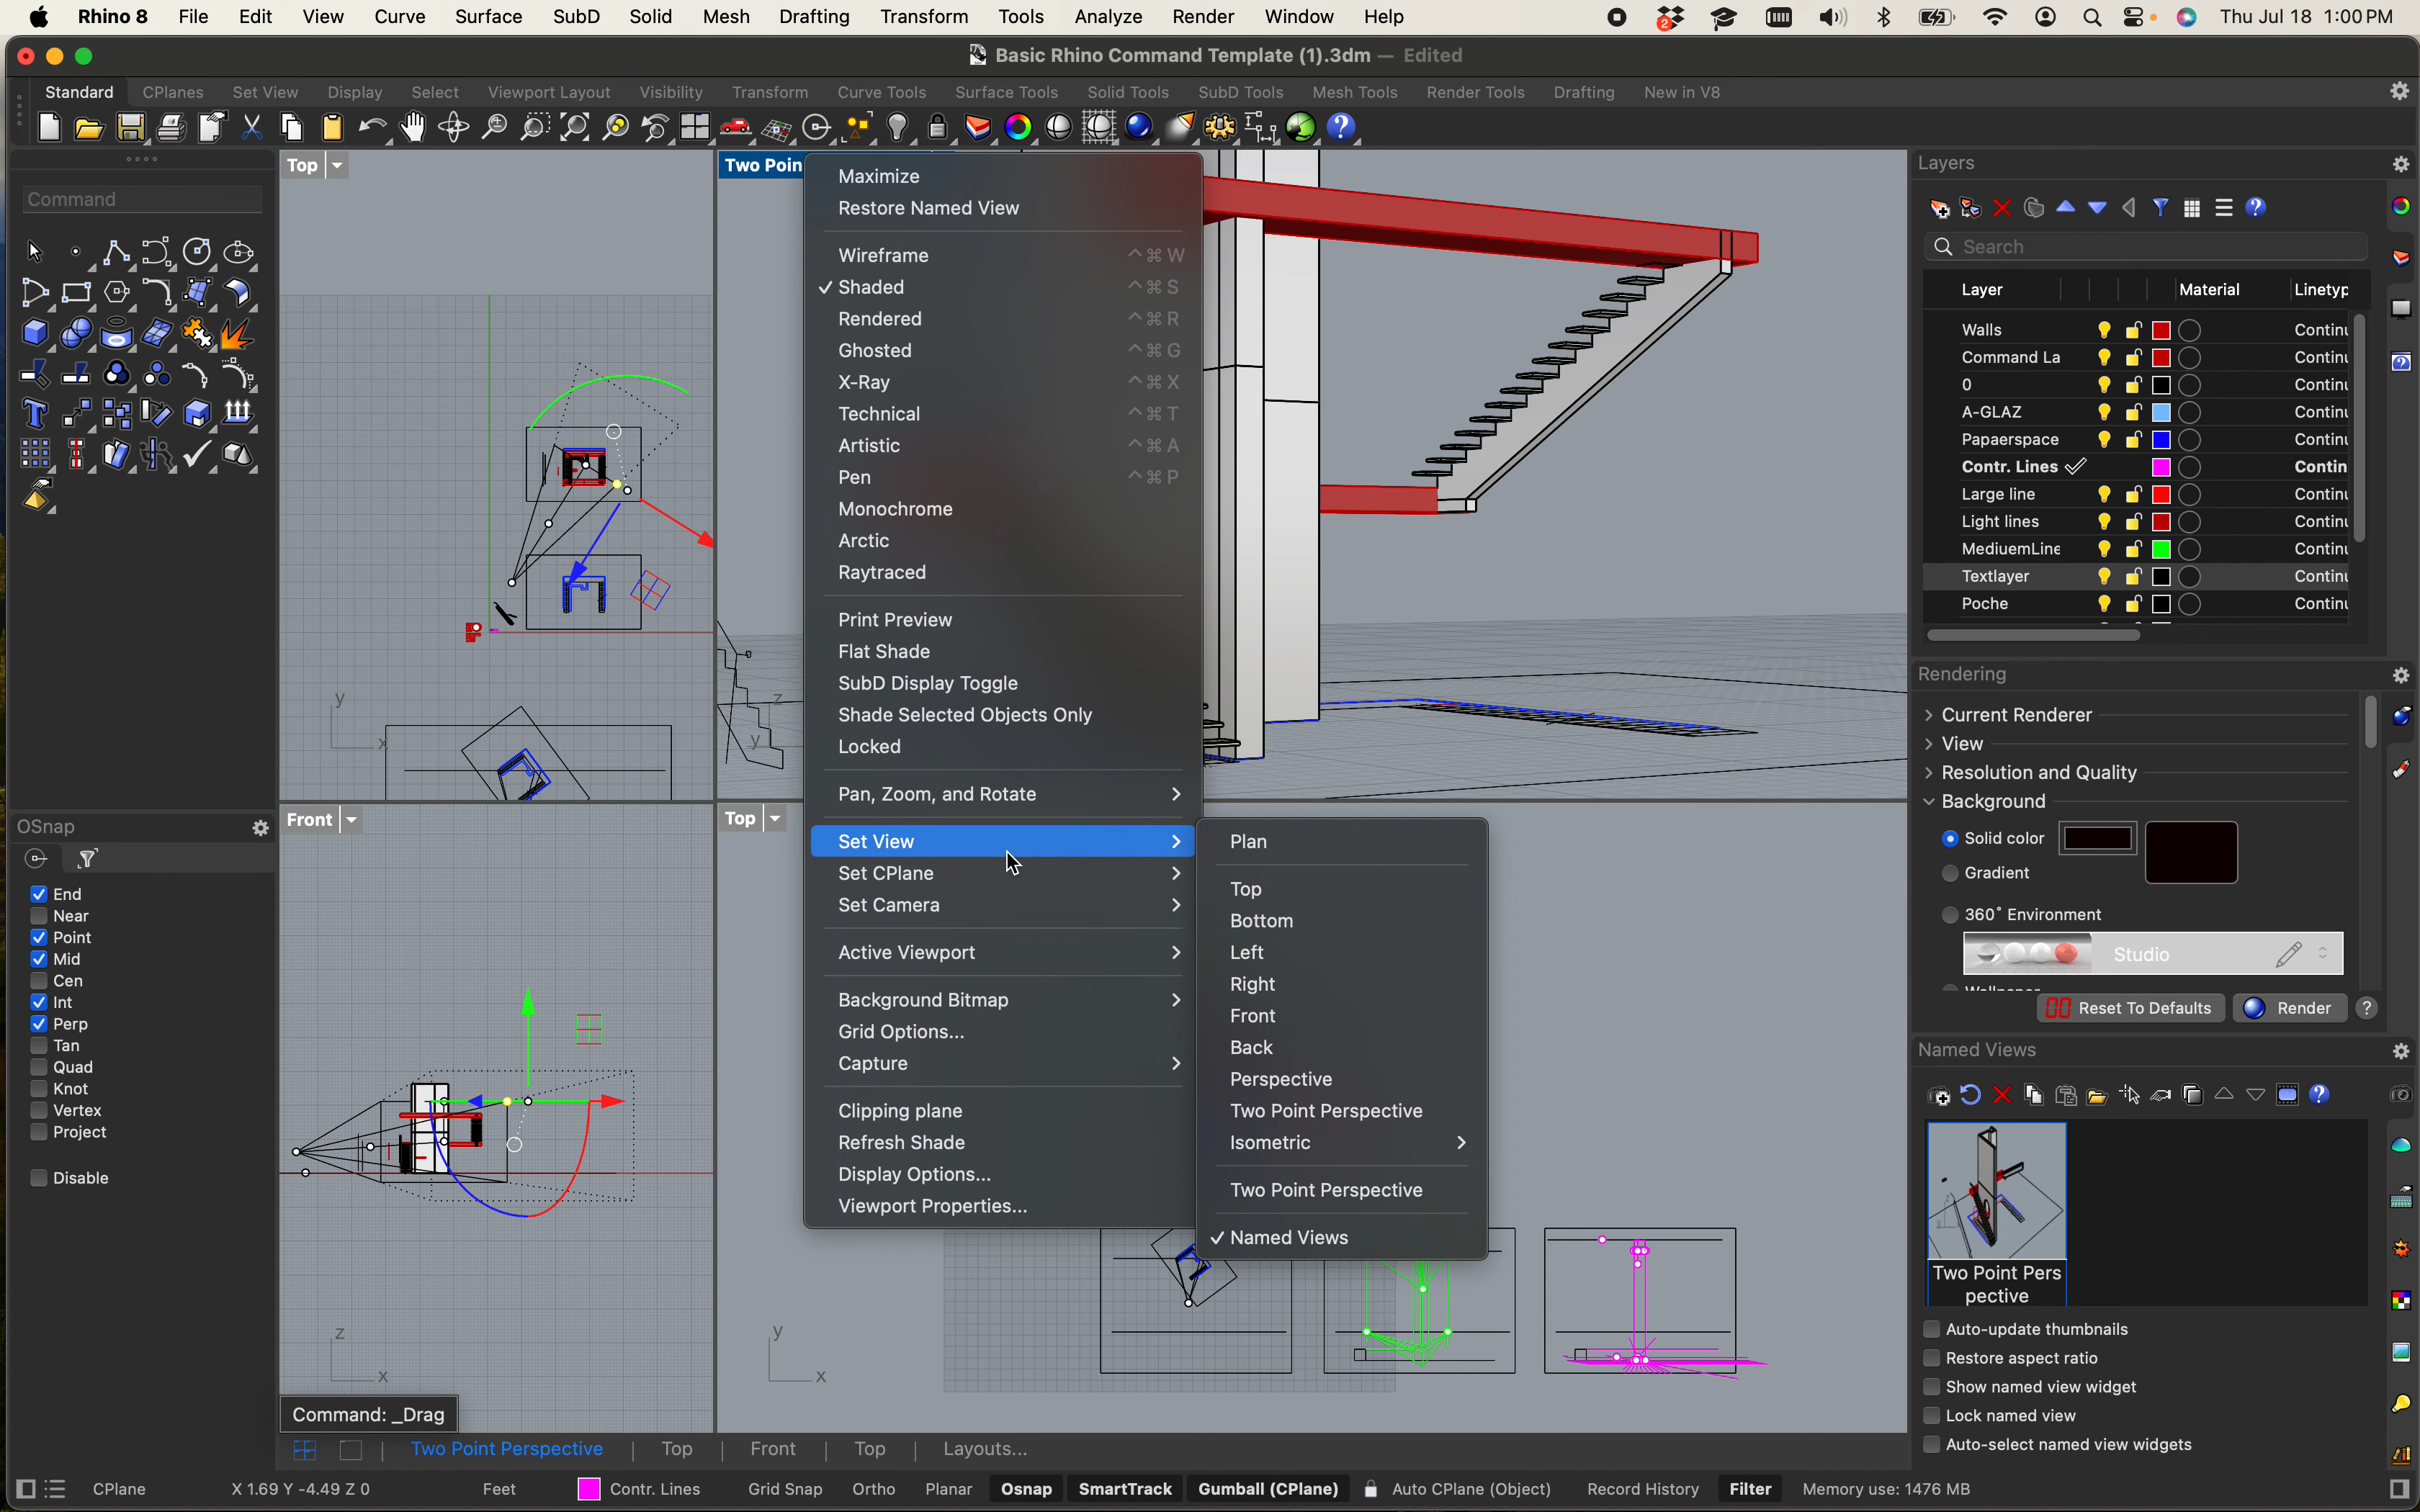 Rhino 8 File Edit View Curve Surface SubD Solid Mesh Drafting Transform Tools Analyze Render Window Help 2 Thu Jul 18 1:00 PM
Basic Rhino Command Template (1).3dm — Edited
Standard CPlanes Set View Display Select Viewport Layout Visibility Transform Curve Tools Surface Tools Solid Tools SubD Tools Mesh Tools Render Tools Drafting New in V8
Command
OSnap
End
Near
Point
Mid
Cen
Int
Perp
Tan
Quad
Knot
Vertex
Project
Disable
Top
y
x
Front
z
x
Command: _Drag
Two Poin
z
y
Top
y
x
Maximize
Restore Named View
Wireframe ^⌘W
✓ Shaded ^⌘S
Rendered ^⌘R
Ghosted ^⌘G
X-Ray ^⌘X
Technical ^⌘T
Artistic ^⌘A
Pen ^⌘P
Monochrome
Arctic
Raytraced
Print Preview
Flat Shade
SubD Display Toggle
Shade Selected Objects Only
Locked
Pan, Zoom, and Rotate >
Set View >
Set CPlane >
Set Camera >
Active Viewport >
Background Bitmap >
Grid Options...
Capture >
Clipping plane
Refresh Shade
Display Options...
Viewport Properties...
Plan
Top
Bottom
Left
Right
Front
Back
Perspective
Two Point Perspective
Isometric >
Two Point Perspective
✓ Named Views
Layers
Search
Layer Material Linetyp
Walls Continu
Command La Continu
0 Continu
A-GLAZ Continu
Papaerspace Continu
Contr. Lines ✓ Contin
Large line Continu
Light lines Continu
MediuemLine Continu
Textlayer Continu
Poche Continu
Rendering
> Current Renderer
> View
> Resolution and Quality
Background
Solid color
Gradient
360° Environment
Studio
Reset To Defaults Render ?
Named Views
Two Point Pers
pective
Auto-update thumbnails
Restore aspect ratio
Show named view widget
Lock named view
Auto-select named view widgets
Two Point Perspective | Top | Front | Top | Layouts...
CPlane X 1.69 Y -4.49 Z 0 Feet Contr. Lines Grid Snap Ortho Planar Osnap SmartTrack Gumball (CPlane) Auto CPlane (Object) Record History Filter Memory use: 1476 MB